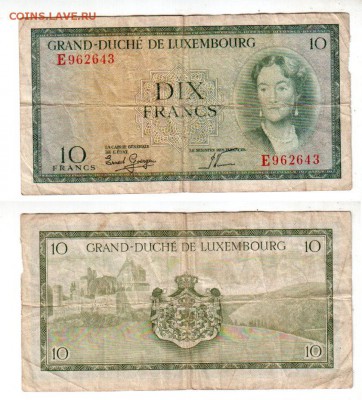 COINS.LAVE.РУ
GRAND-DUCHÉ DE LUXEMBOURG 10
E962643
DIX
FRANCS
10
FRANCS
E962643
10 GRAND-DUCHÉ DE LUXEMBOURG 10
10 10